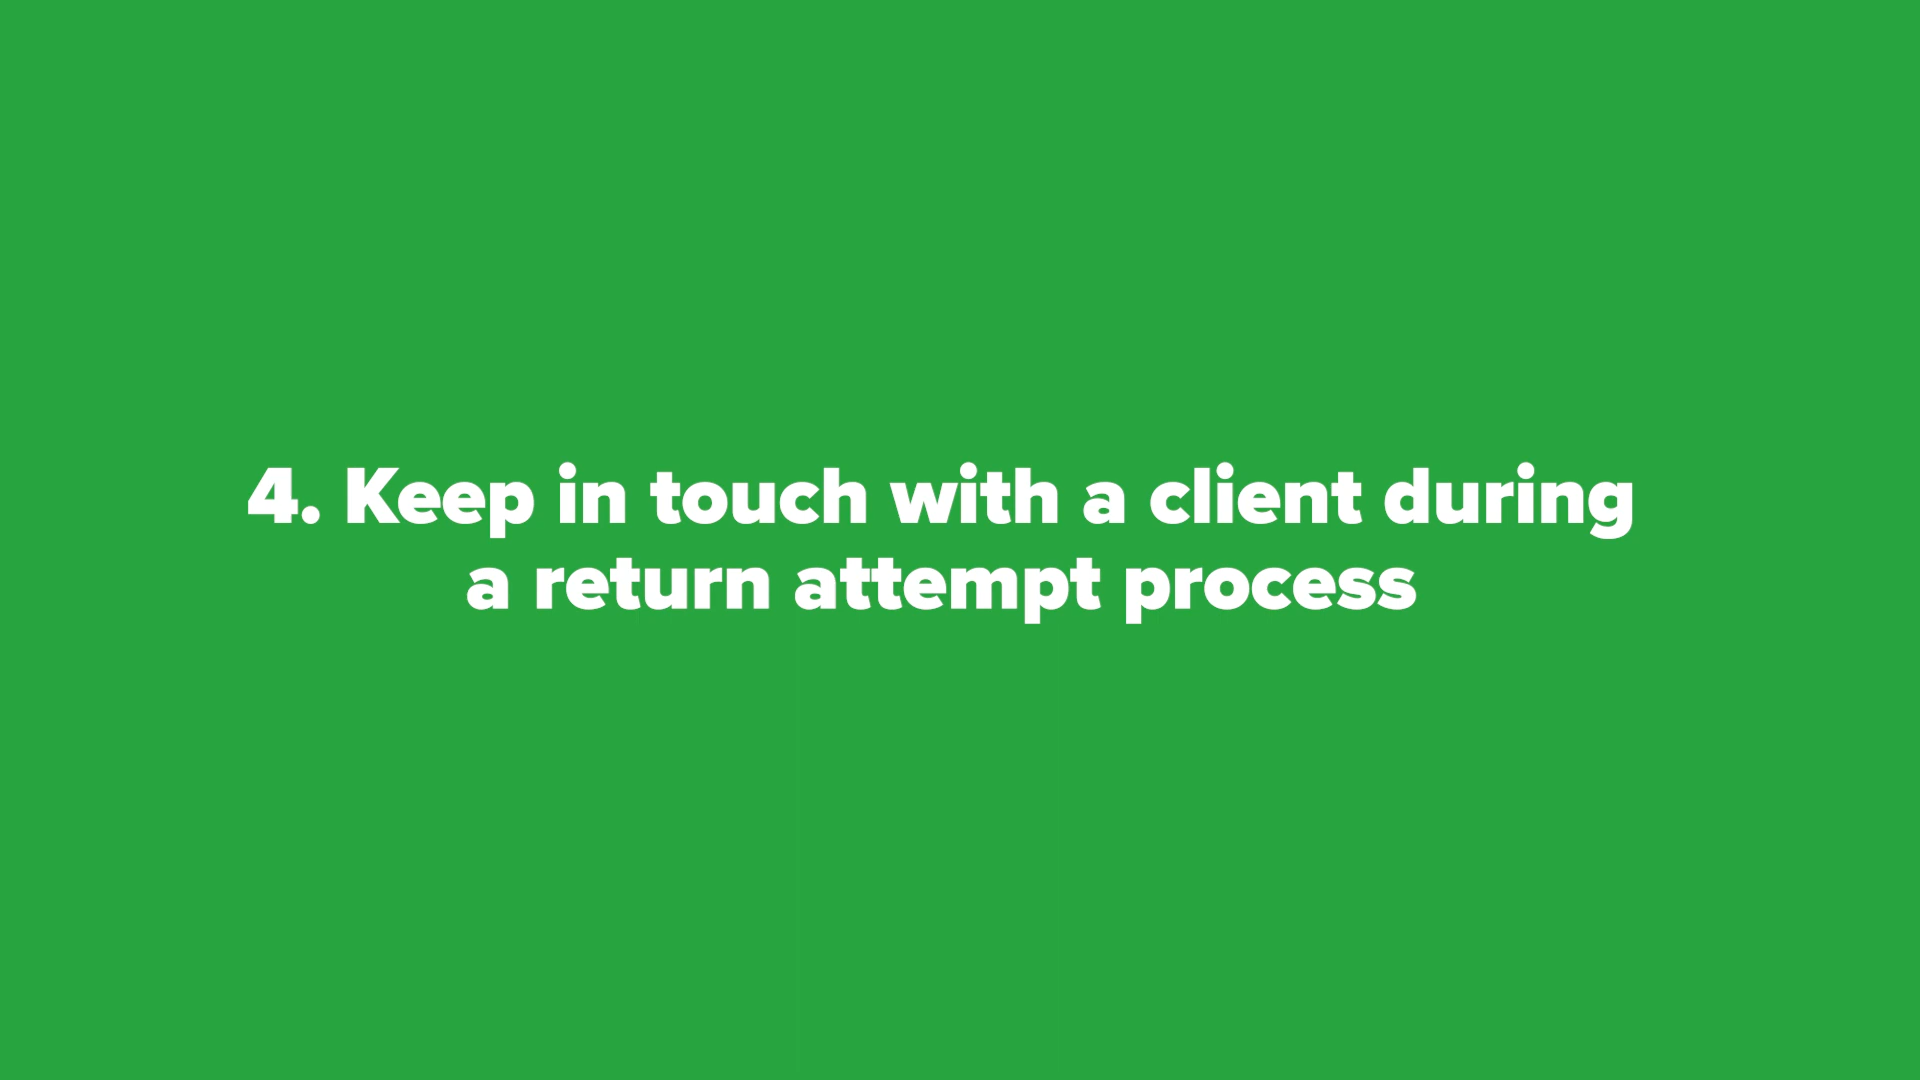 4. Keep in touch with a client during
a return attempt process